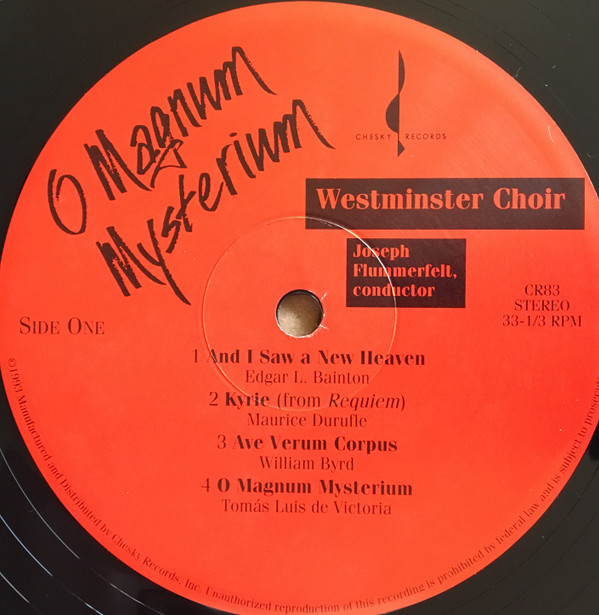 O Magnum
Mysterium
CHESKY RECORDS
Westminster Choir
Joseph
Flummerfelt,
conductor
CR83
STEREO
33-1/3 RPM
SIDE ONE
1 And I Saw a New Heaven
Edgar L. Bainton
2 Kyrie (from Requiem)
Maurice Durufle
3 Ave Verum Corpus
William Byrd
4 O Magnum Mysterium
Tomás Luis de Victoria
©1993 Manufactured and Distributed by Chesky Records, Inc. Unauthorized reproduction of this recording is prohibited by federal law and is subject to